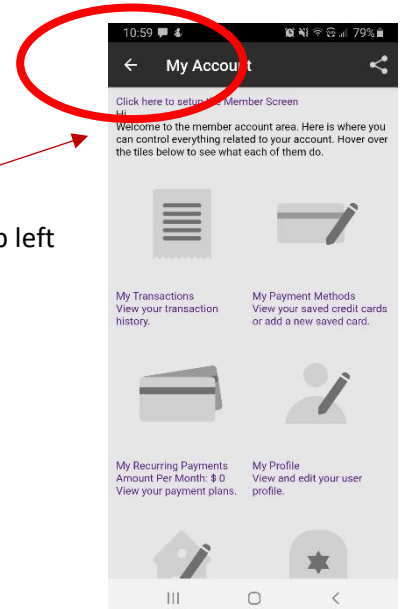 10:59 79%
My Account
Click here to setup the Member Screen
Hi
Welcome to the member account area. Here is where you
can control everything related to your account. Hover over
the tiles below to see what each of them do.
left
My Transactions
View your transaction
history.
My Payment Methods
View your saved credit cards
or add a new saved card.
My Recurring Payments
Amount Per Month: $ 0
View your payment plans.
My Profile
View and edit your user
profile.